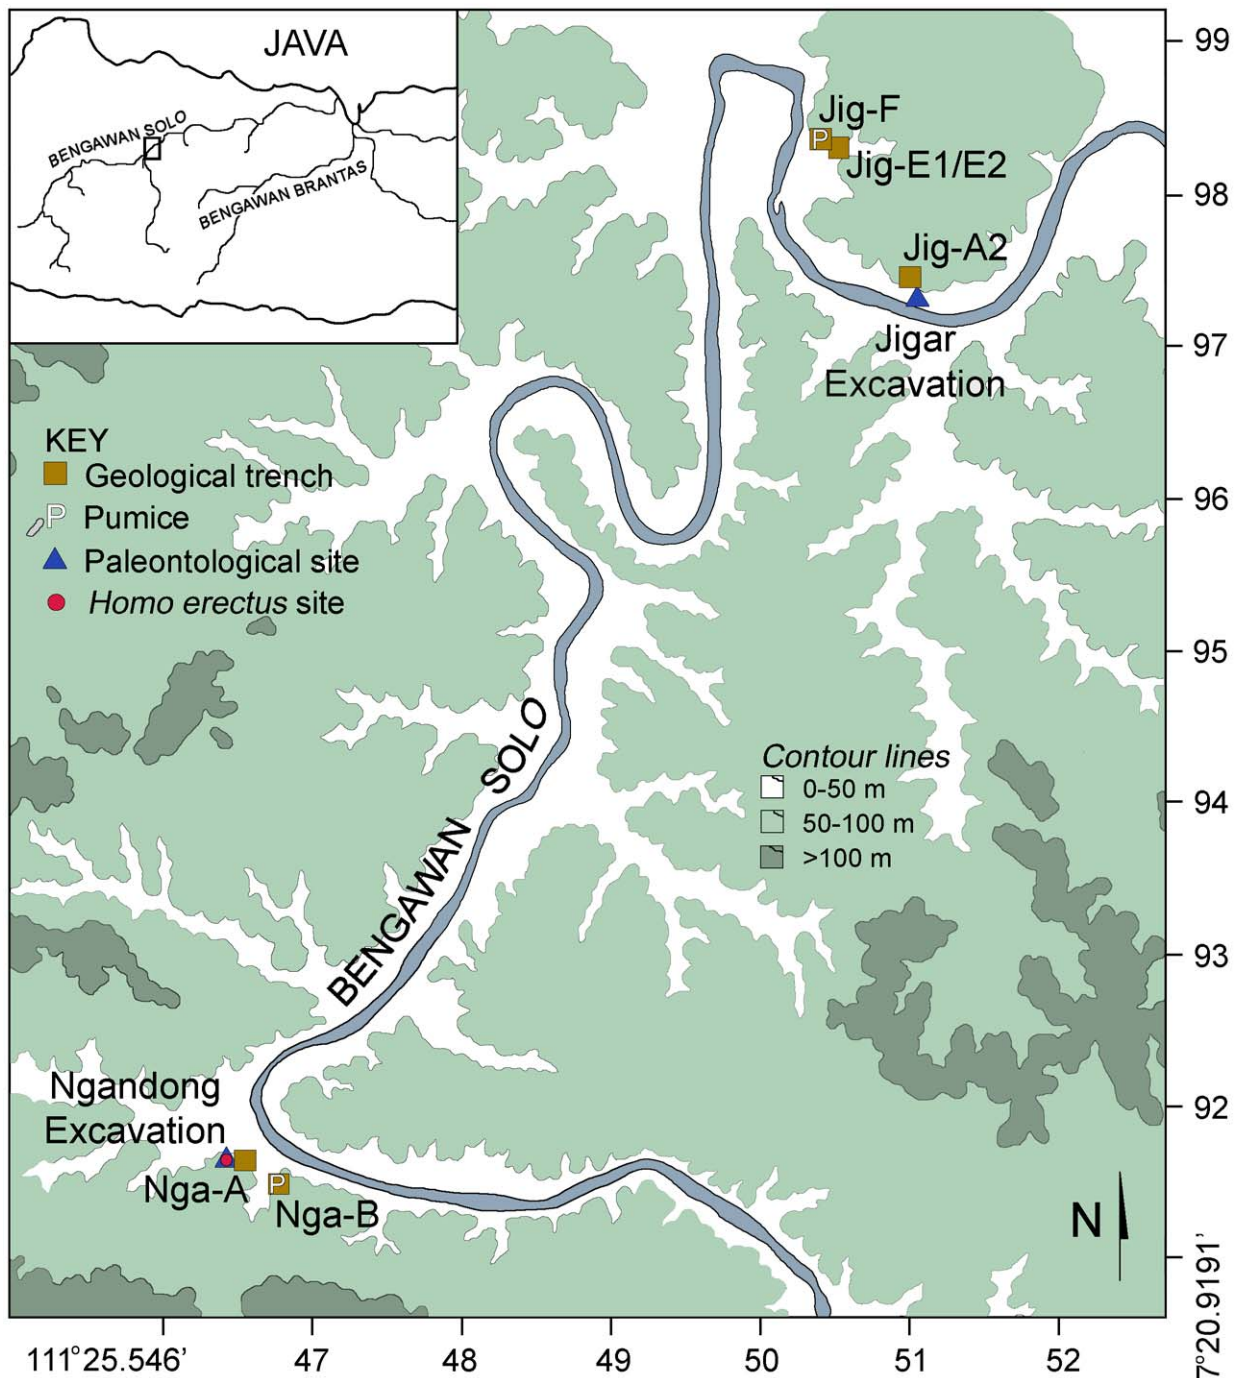 JAVA
BENGAWAN SOLO
BENGAWAN BRANTAS
99
Jig-F
P
Jig-E1/E2
98
Jig-A2
Jigar
Excavation
97
KEY
Geological trench
P Pumice
Paleontological site
Homo erectus site
96
95
BENGAWAN SOLO
Contour lines
0-50 m
50-100 m
>100 m
94
93
Ngandong
Excavation
92
Nga-A
P
Nga-B
N
7°20.9191'
111°25.546'
47
48
49
50
51
52